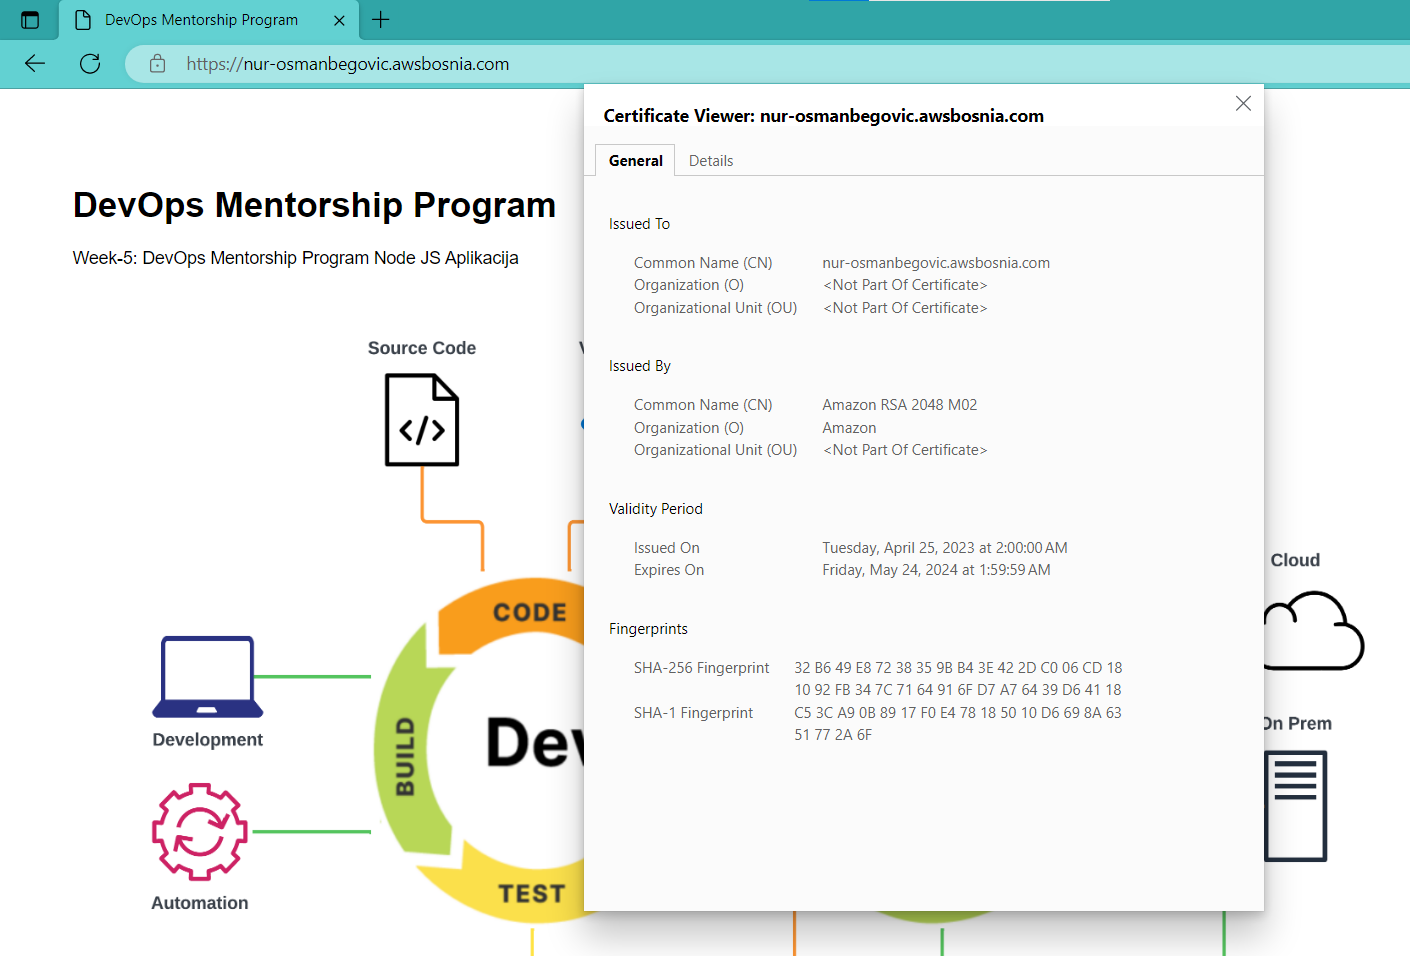 DevOps Mentorship Program
https://nur-osmanbegovic.awsbosnia.com
DevOps Mentorship Program
Week-5: DevOps Mentorship Program Node JS Aplikacija
Source Code
CODE
BUILD
Dev
TEST
Development
Automation
Certificate Viewer: nur-osmanbegovic.awsbosnia.com
General Details
Issued To
Common Name (CN) nur-osmanbegovic.awsbosnia.com
Organization (O) <Not Part Of Certificate>
Organizational Unit (OU) <Not Part Of Certificate>
Issued By
Common Name (CN) Amazon RSA 2048 M02
Organization (O) Amazon
Organizational Unit (OU) <Not Part Of Certificate>
Validity Period
Issued On Tuesday, April 25, 2023 at 2:00:00 AM
Expires On Friday, May 24, 2024 at 1:59:59 AM
Fingerprints
SHA-256 Fingerprint 32 B6 49 E8 72 38 35 9B B4 3E 42 2D C0 06 CD 18
10 92 FB 34 7C 71 64 91 6F D7 A7 64 39 D6 41 18
SHA-1 Fingerprint C5 3C A9 0B 89 17 F0 E4 78 18 50 10 D6 69 8A 63
51 77 2A 6F
Cloud
On Prem